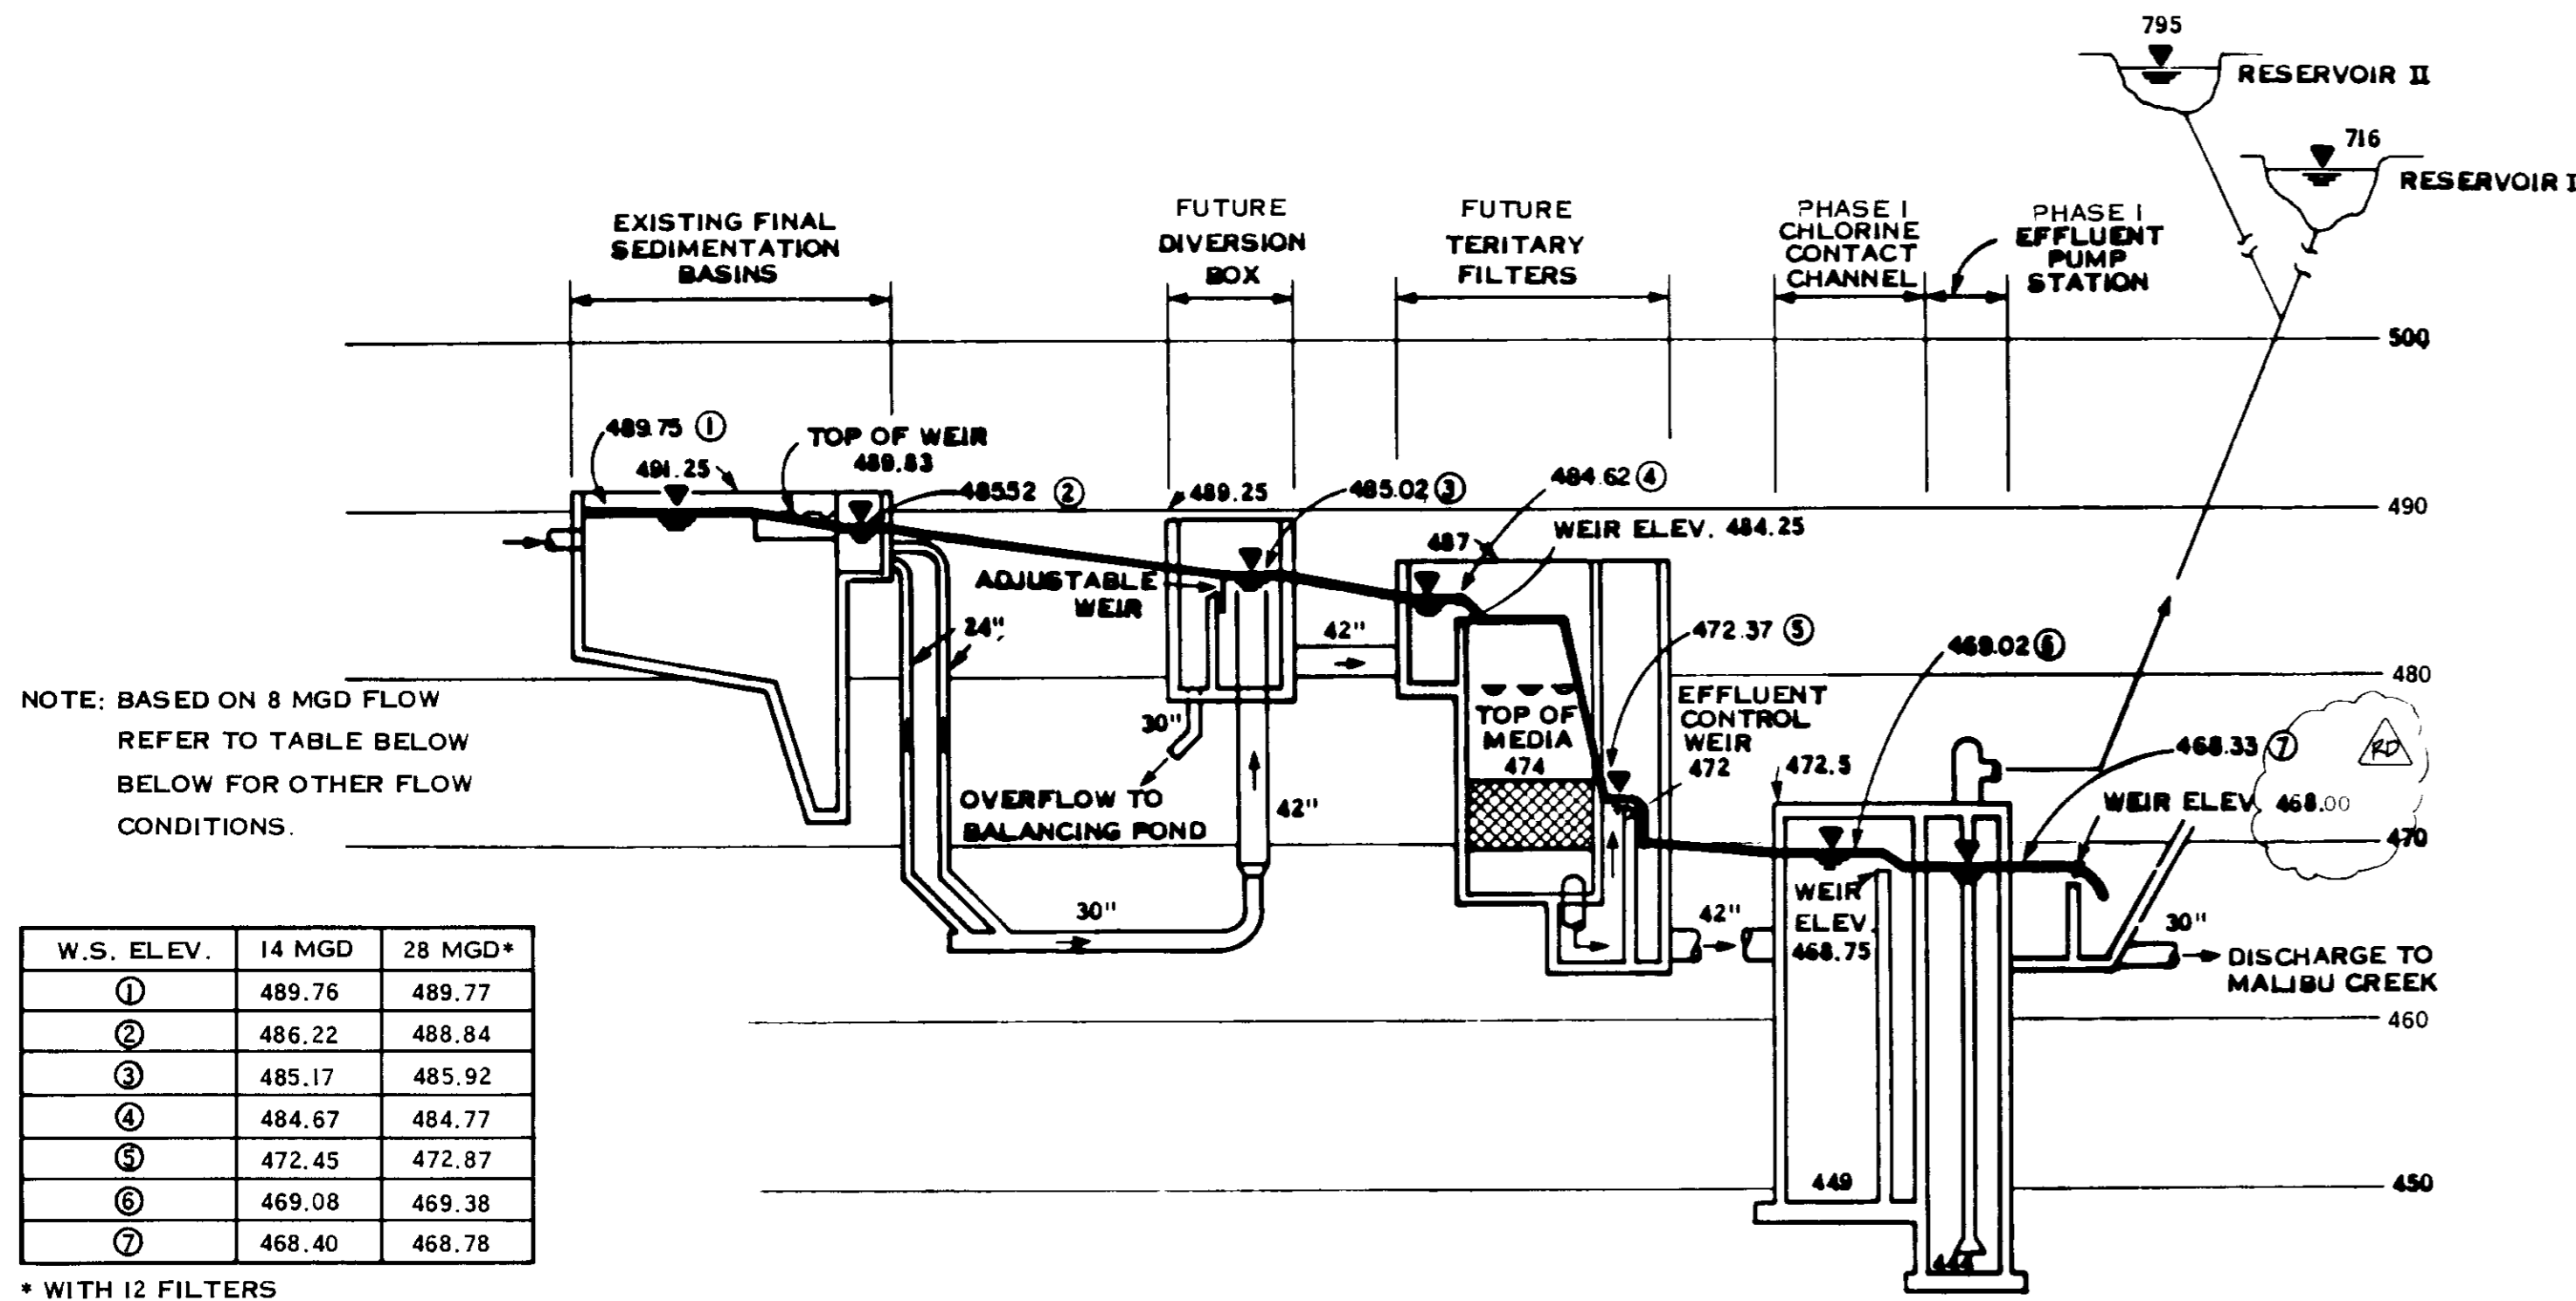 795
RESERVOIR II
716
RESERVOIR I
EXISTING FINAL
SEDIMENTATION
BASINS
FUTURE
DIVERSION
BOX
FUTURE
TERITARY
FILTERS
PHASE I
CHLORINE
CONTACT
CHANNEL
PHASE I
EFFLUENT
PUMP
STATION
500
489.75 ①
491.25
TOP OF WEIR
489.83
485.52 ②
489.25
485.02 ③
484.62 ④
490
WEIR ELEV. 484.25
487
ADJUSTABLE
WEIR
24"
42"
472.37 ⑤
469.02 ⑥
480
NOTE: BASED ON 8 MGD FLOW
REFER TO TABLE BELOW
BELOW FOR OTHER FLOW
CONDITIONS.
30"
OVERFLOW TO
BALANCING POND
42"
TOP OF
MEDIA
474
EFFLUENT
CONTROL
WEIR
472
472.5
468.33 ⑦
RD
WEIR ELEV. 468.00
470
WEIR
ELEV.
468.75
30"
42"
30"
DISCHARGE TO
MALIBU CREEK
460
449
450
444
W.S. ELEV. 14 MGD 28 MGD*
① 489.76 489.77
② 486.22 488.84
③ 485.17 485.92
④ 484.67 484.77
⑤ 472.45 472.87
⑥ 469.08 469.38
⑦ 468.40 468.78
* WITH 12 FILTERS